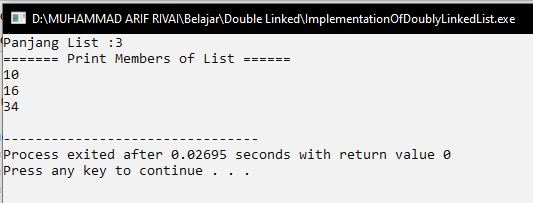 D:\MUHAMMAD ARIF RIVAI\Belajar\Double Linked\ImplementationOfDoublyLinkedList.exe
Panjang List :3
======= Print Members of List ======
10
16
34
--------------------------------
Process exited after 0.02695 seconds with return value 0
Press any key to continue . . .